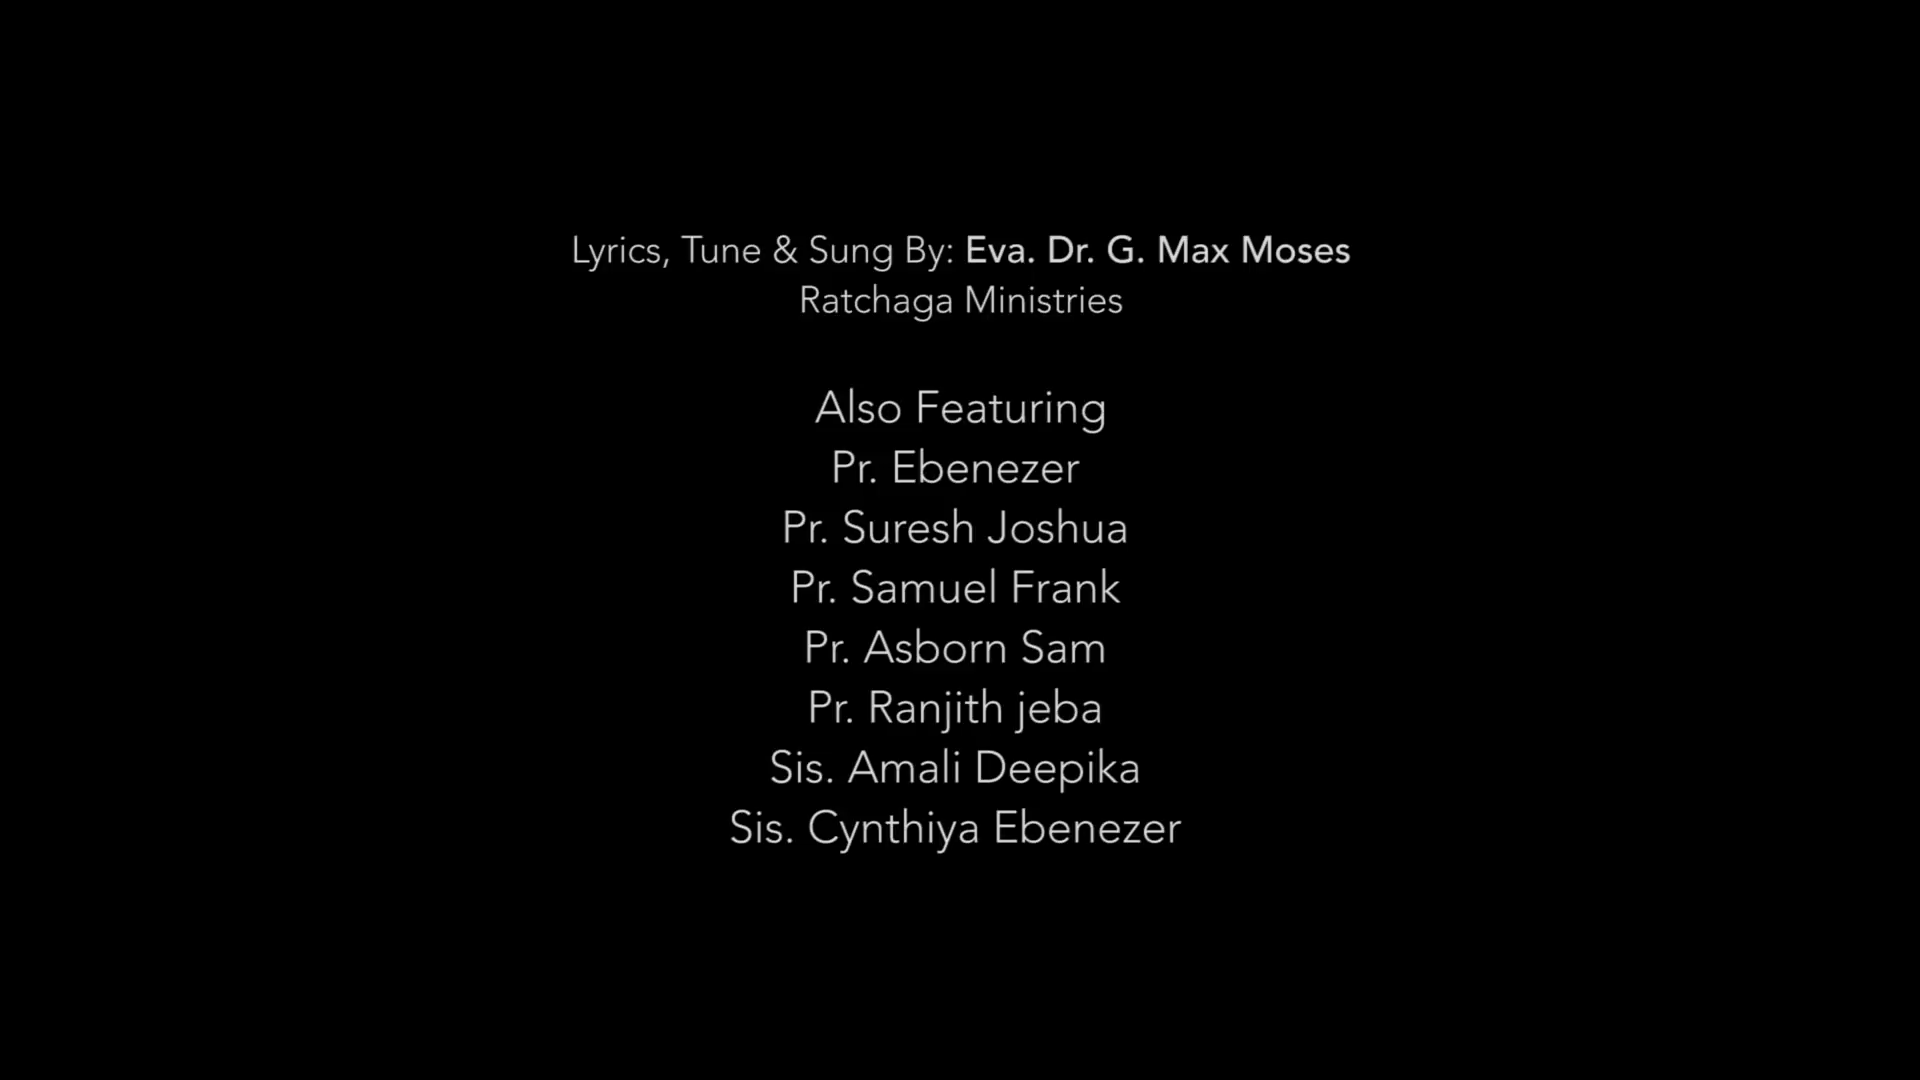 Lyrics, Tune & Sung By: Eva. Dr. G. Max Moses
Ratchaga Ministries
Also Featuring
Pr. Ebenezer
Pr. Suresh Joshua
Pr. Samuel Frank
Pr. Asborn Sam
Pr. Ranjith jeba
Sis. Amali Deepika
Sis. Cynthiya Ebenezer